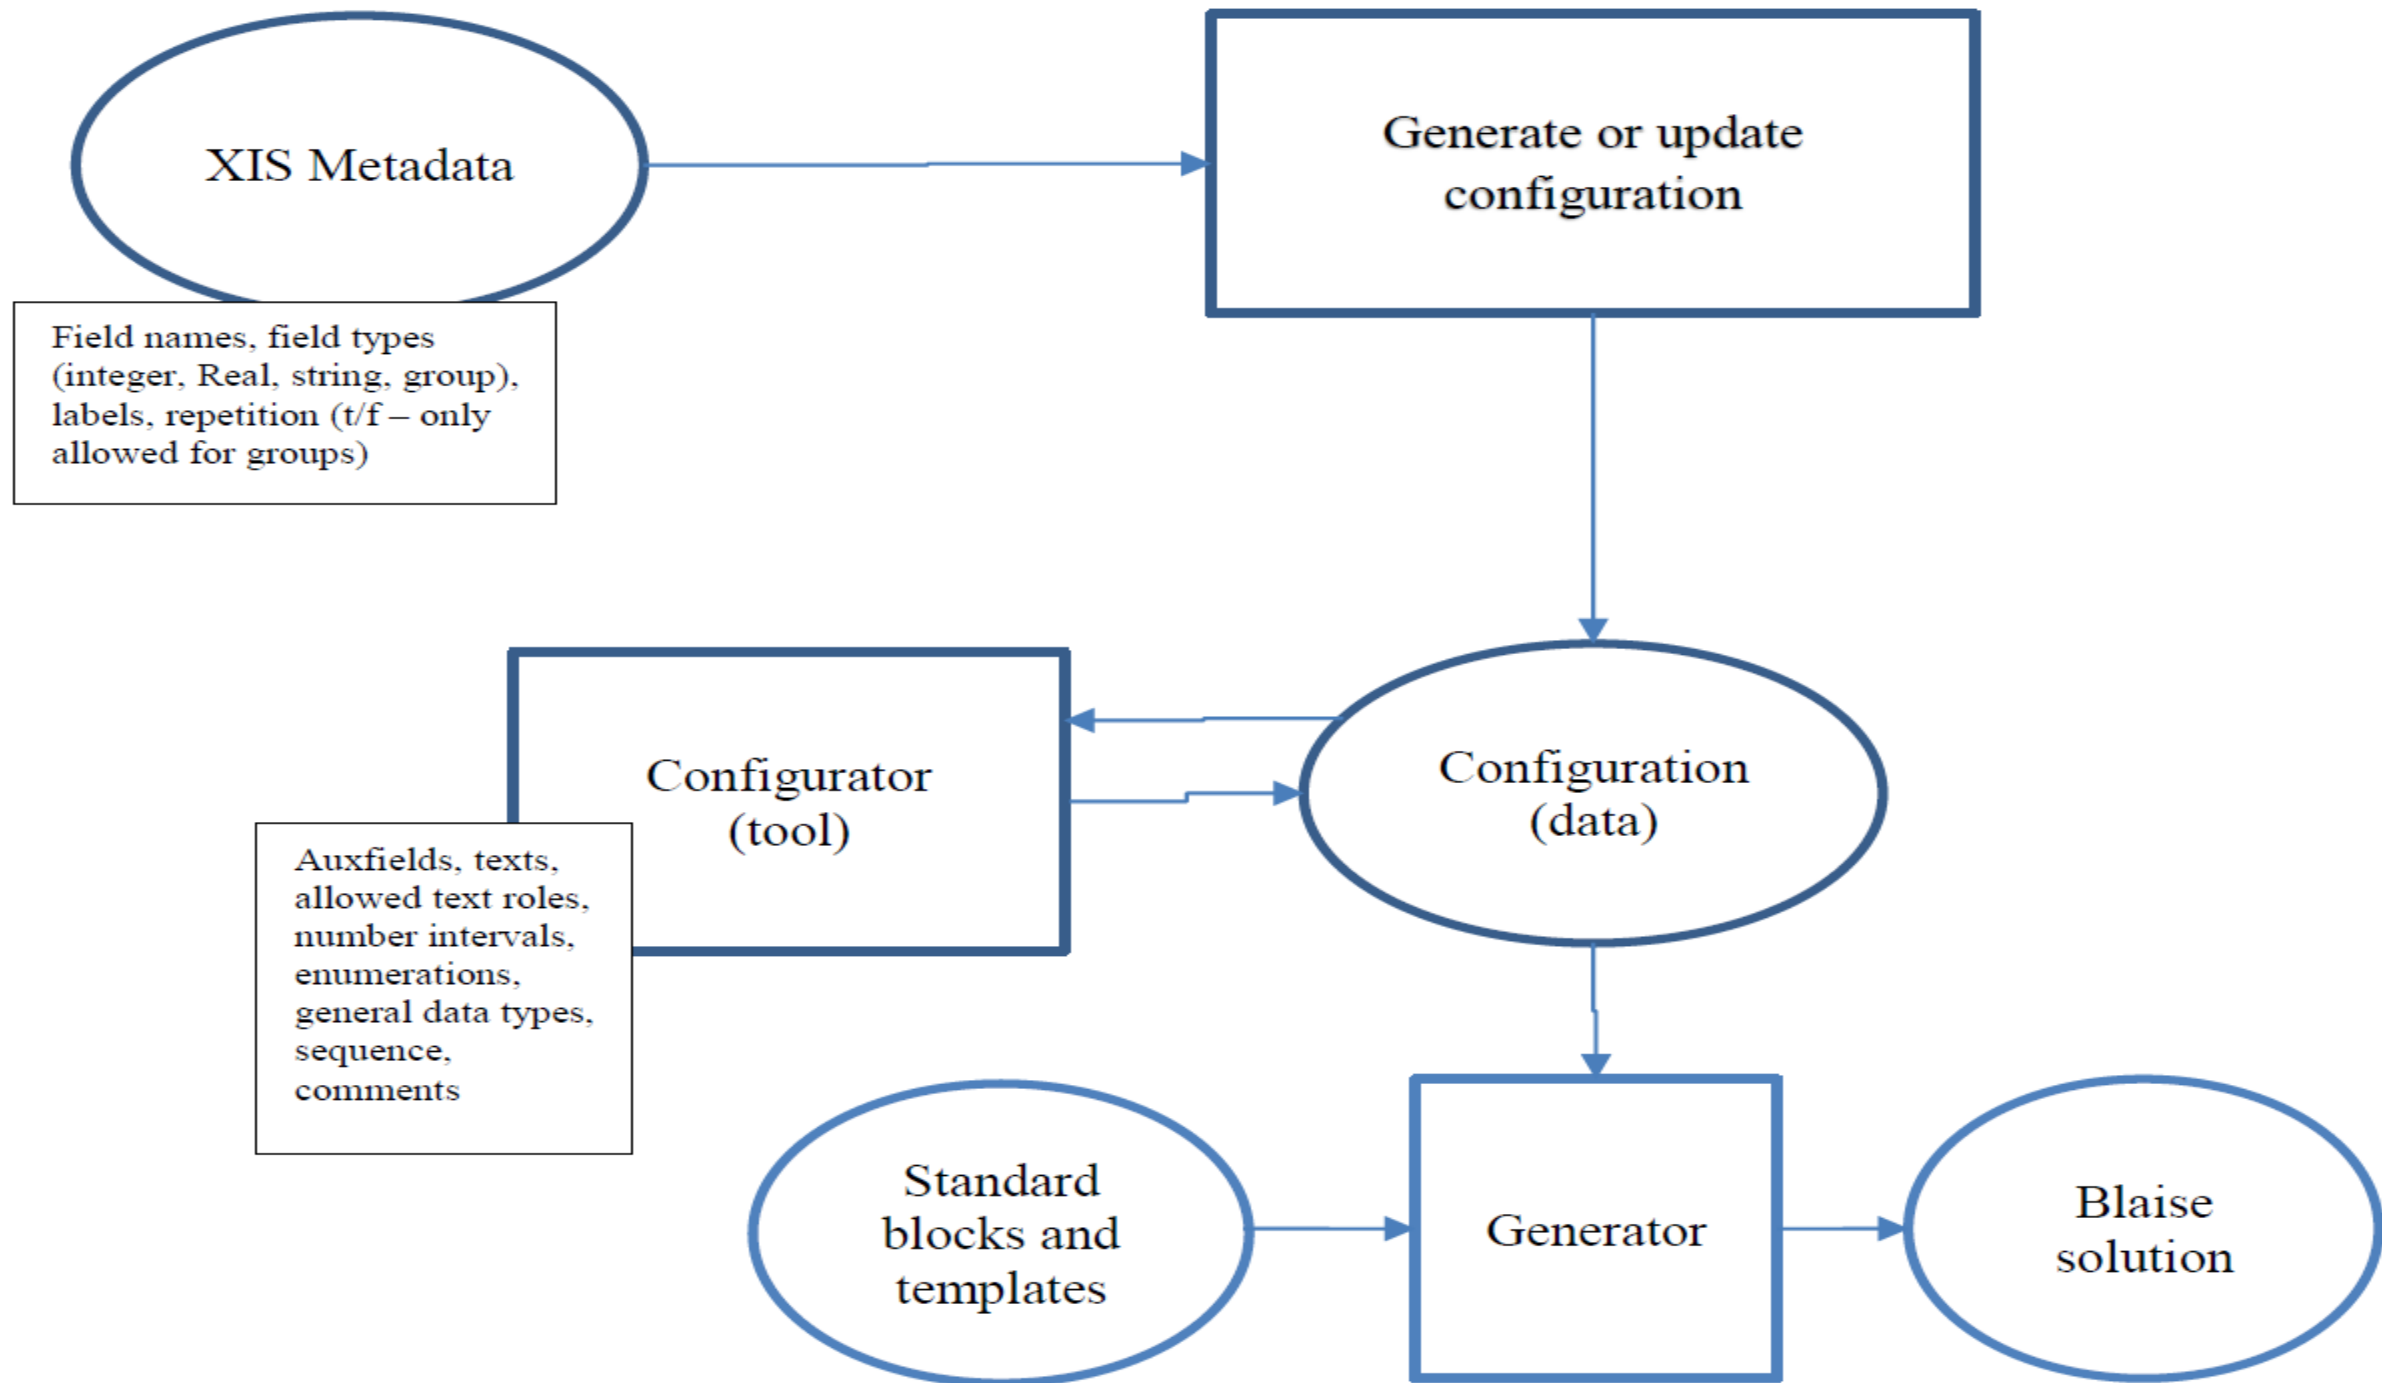 XIS Metadata
Generate or update
configuration
Field names, field types
(integer, Real, string, group),
labels, repetition (t/f – only
allowed for groups)
Configurator
(tool)
Configuration
(data)
Auxfields, texts,
allowed text roles,
number intervals,
enumerations,
general data types,
sequence,
comments
Standard
blocks and
templates
Generator
Blaise
solution